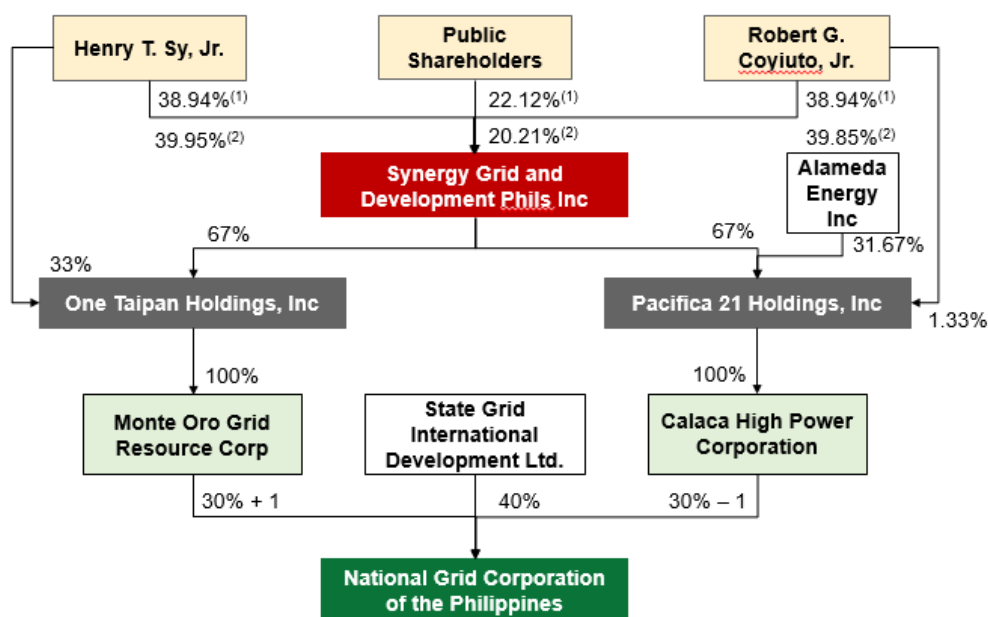 Henry T. Sy, Jr.
Public
Shareholders
Robert G.
Coyiuto, Jr.
38.94%(1)
22.12%(1)
38.94%(1)
39.95%(2)
20.21%(2)
39.85%(2)
Synergy Grid and
Development Phils Inc
Alameda
Energy
Inc
67%
67%
31.67%
33%
One Taipan Holdings, Inc
Pacifica 21 Holdings, Inc
1.33%
100%
100%
Monte Oro Grid
Resource Corp
State Grid
International
Development Ltd.
Calaca High Power
Corporation
30% + 1
40%
30% – 1
National Grid Corporation
of the Philippines